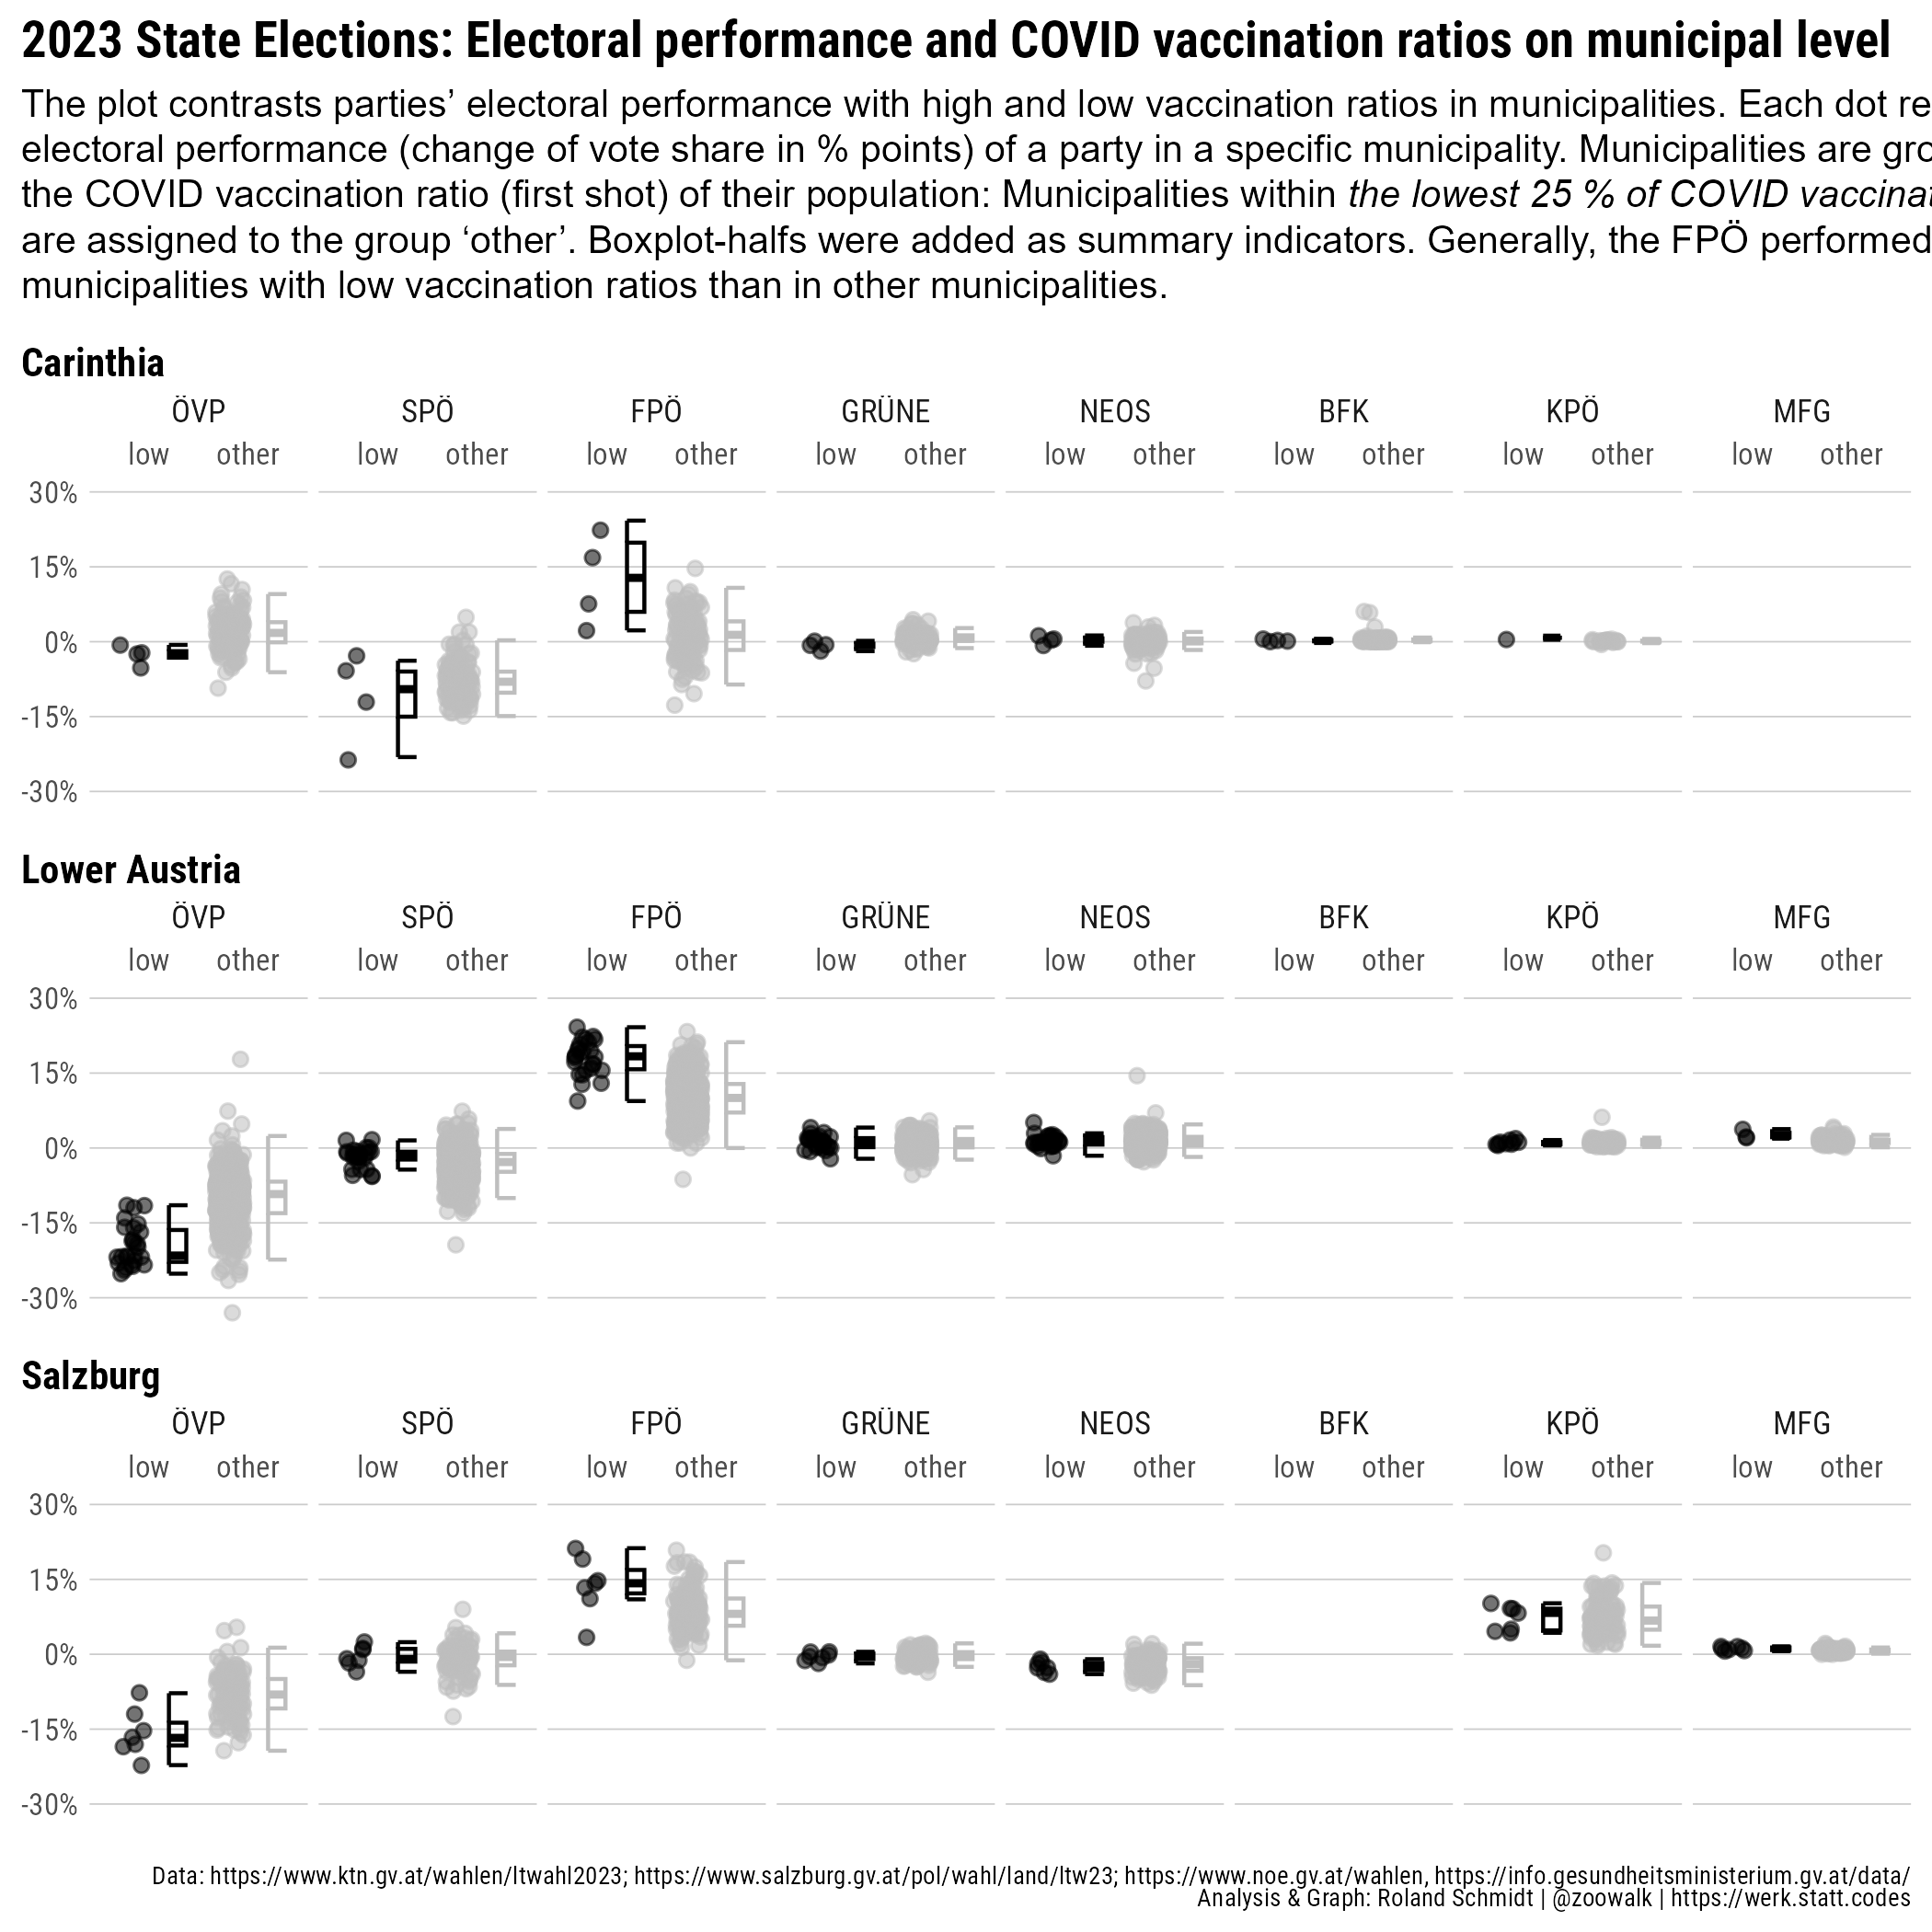 2023 State Elections: Electoral performance and COVID vaccination ratios on municipal level
The plot contrasts parties’ electoral performance with high and low vaccination ratios in municipalities. Each dot re
electoral performance (change of vote share in % points) of a party in a specific municipality. Municipalities are gro
the COVID vaccination ratio (first shot) of their population: Municipalities within the lowest 25 % of COVID vaccinat
are assigned to the group ‘other’. Boxplot-halfs were added as summary indicators. Generally, the FPÖ performed
municipalities with low vaccination ratios than in other municipalities.
Carinthia
ÖVP SPÖ FPÖ GRÜNE NEOS BFK KPÖ MFG
low other low other low other low other low other low other low other low other
30%
15%
0%
-15%
-30%
Lower Austria
ÖVP SPÖ FPÖ GRÜNE NEOS BFK KPÖ MFG
low other low other low other low other low other low other low other low other
30%
15%
0%
-15%
-30%
Salzburg
ÖVP SPÖ FPÖ GRÜNE NEOS BFK KPÖ MFG
low other low other low other low other low other low other low other low other
30%
15%
0%
-15%
-30%
Data: https://www.ktn.gv.at/wahlen/ltwahl2023; https://www.salzburg.gv.at/pol/wahl/land/ltw23; https://www.noe.gv.at/wahlen, https://info.gesundheitsministerium.gv.at/data/
Analysis & Graph: Roland Schmidt | @zoowalk | https://werk.statt.codes